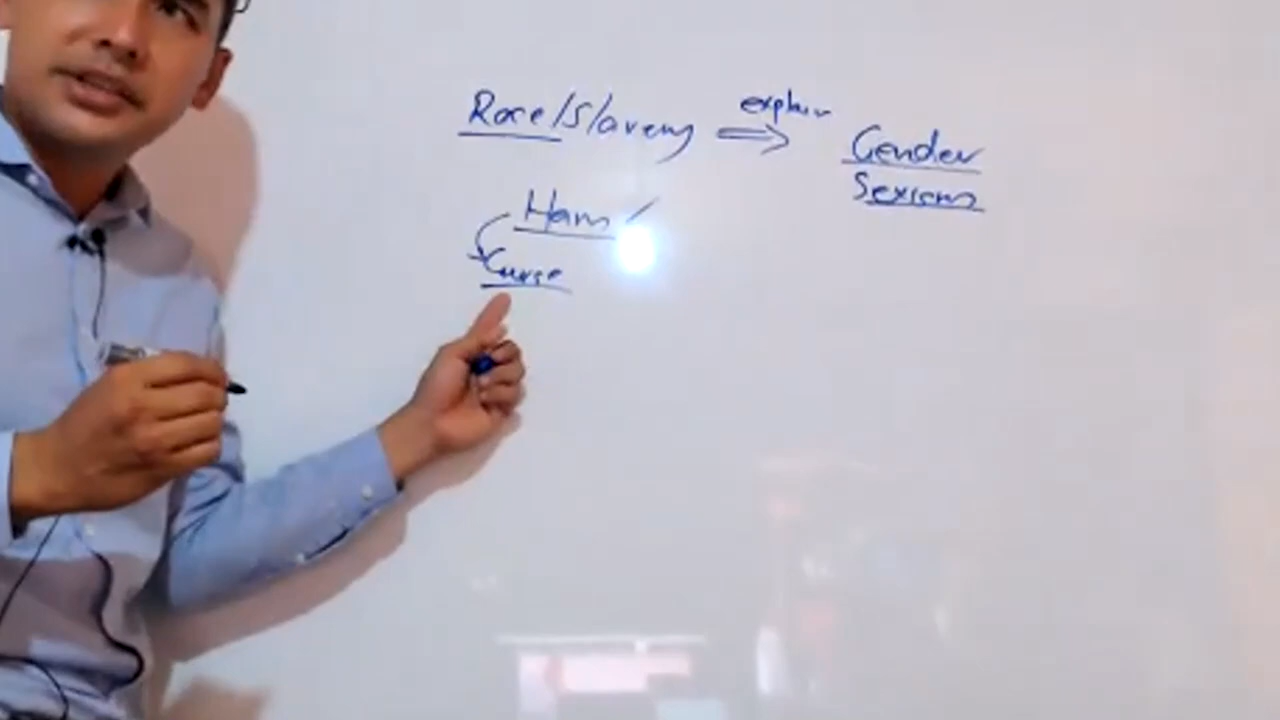 Race/Slavery ⇒ explain
Gender
Sexism
Ham
Curse